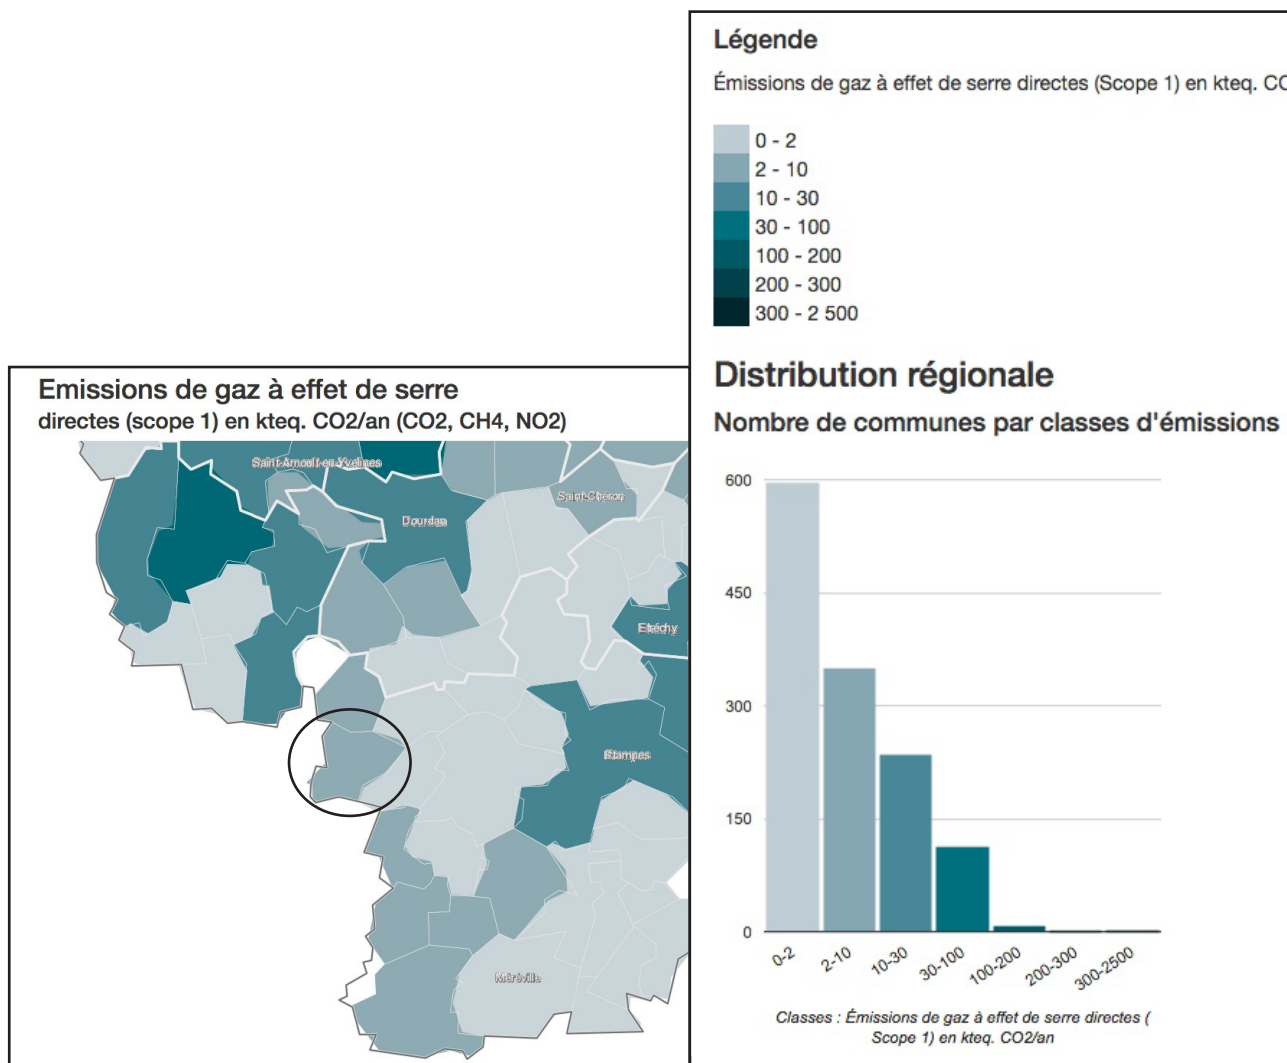 Légende
Émissions de gaz à effet de serre directes (Scope 1) en kteq. CO
0 - 2
2 - 10
10 - 30
30 - 100
100 - 200
200 - 300
300 - 2 500
Distribution régionale
Nombre de communes par classes d'émissions
600
450
300
150
0
0-2
2-10
10-30
30-100
100-200
200-300
300-2500
Classes : Émissions de gaz à effet de serre directes (
Scope 1) en kteq. CO2/an
Emissions de gaz à effet de serre
directes (scope 1) en kteq. CO2/an (CO2, CH4, NO2)
Saint-Arnoult-en-Yvelines
Saint-Chéron
Dourdan
Etréchy
Etampes
Méréville